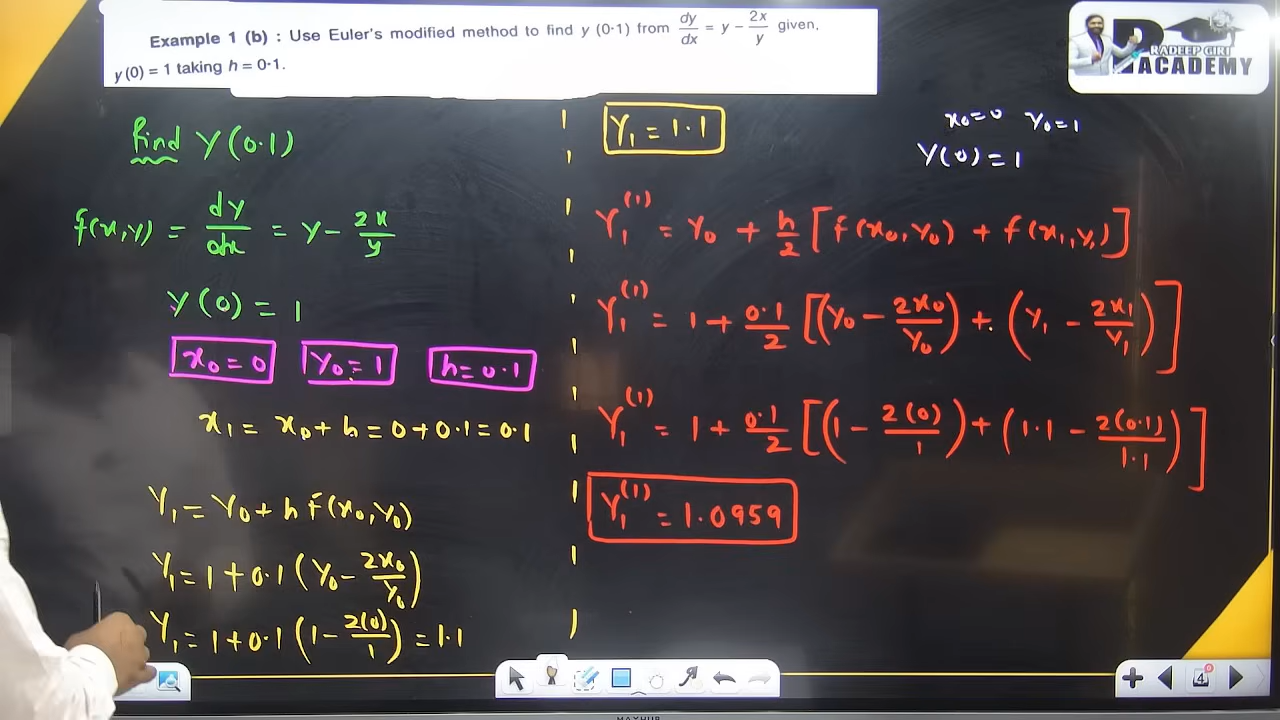 Example 1 (b) : Use Euler's modified method to find y (0·1) from dy/dx = y − 2x/y given,
y (0) = 1 taking h = 0·1.
RADEEP GIRI
ACADEMY
Find Y(0.1)
f(x,y) = dy/dx = y − 2x/y
Y(0) = 1
x₀ = 0 Y₀ = 1 h = 0.1
x₁ = x₀ + h = 0 + 0.1 = 0.1
Y₁ = Y₀ + h f(x₀, Y₀)
Y₁ = 1 + 0.1 (Y₀ − 2x₀/Y₀)
Y₁ = 1 + 0.1 (1 − 2(0)/1) = 1.1
Y₁ = 1.1
x₀ = 0 Y₀ = 1
Y(0) = 1
Y₁⁽¹⁾ = Y₀ + h/2 [f(x₀, Y₀) + f(x₁, Y₁)]
Y₁⁽¹⁾ = 1 + 0.1/2 [(Y₀ − 2x₀/Y₀) + (Y₁ − 2x₁/Y₁)]
Y₁⁽¹⁾ = 1 + 0.1/2 [(1 − 2(0)/1) + (1.1 − 2(0.1)/1.1)]
Y₁⁽¹⁾ = 1.0959
4